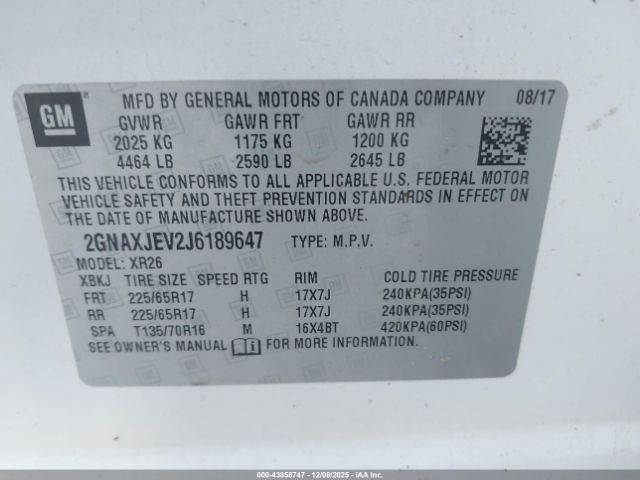 GM ®
MFD BY GENERAL MOTORS OF CANADA COMPANY 08/17
GVWR GAWR FRT GAWR RR
2025 KG 1175 KG 1200 KG
4464 LB 2590 LB 2645 LB
THIS VEHICLE CONFORMS TO ALL APPLICABLE U.S. FEDERAL MOTOR
VEHICLE SAFETY AND THEFT PREVENTION STANDARDS IN EFFECT ON
THE DATE OF MANUFACTURE SHOWN ABOVE.
2GNAXJEV2J6189647 TYPE: M.P.V.
MODEL: XR26
XBKJ TIRE SIZE SPEED RTG RIM COLD TIRE PRESSURE
FRT 225/65R17 H 17X7J 240KPA(35PSI)
RR 225/65R17 H 17X7J 240KPA(35PSI)
SPA T135/70R16 M 16X4BT 420KPA(60PSI)
SEE OWNER'S MANUAL FOR MORE INFORMATION.
000-43858747 - 12/08/2025 - IAAI.COM